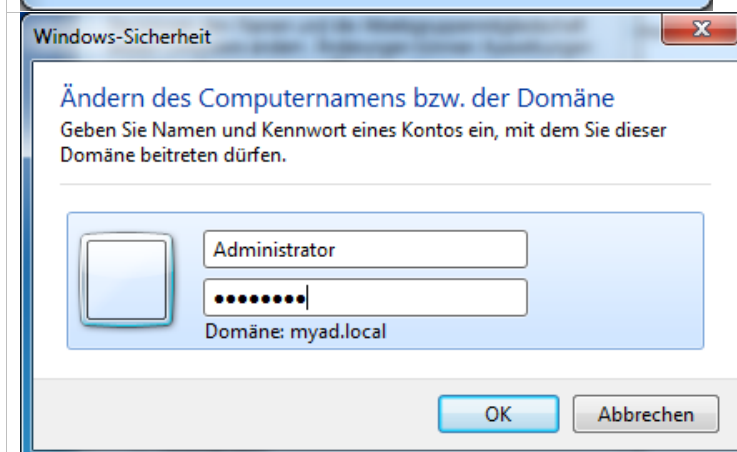 Windows-Sicherheit
Ändern des Computernamens bzw. der Domäne
Geben Sie Namen und Kennwort eines Kontos ein, mit dem Sie dieser
Domäne beitreten dürfen.
Administrator
●●●●●●●●
Domäne: myad.local
OK
Abbrechen